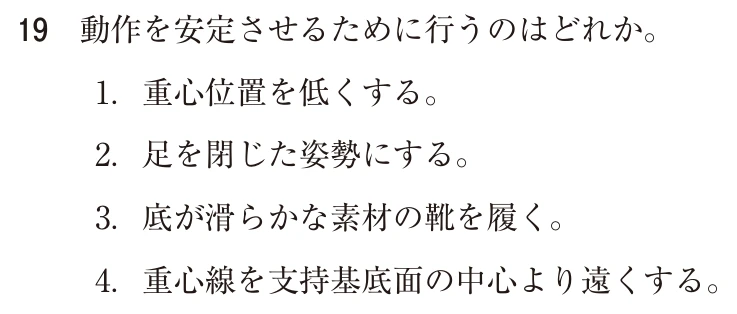 19 動作を安定させるために行うのはどれか。
1. 重心位置を低くする。
2. 足を閉じた姿勢にする。
3. 底が滑らかな素材の靴を履く。
4. 重心線を支持基底面の中心より遠くする。